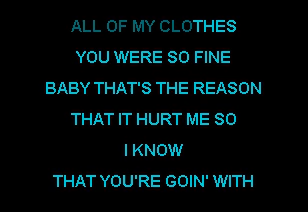 ALL OF MY CLOTHES
YOU WERE SO FINE
BABY THAT'S THE REASON
THAT IT HURT ME SO
I KNOW
THAT YOU'RE GOIN' WITH